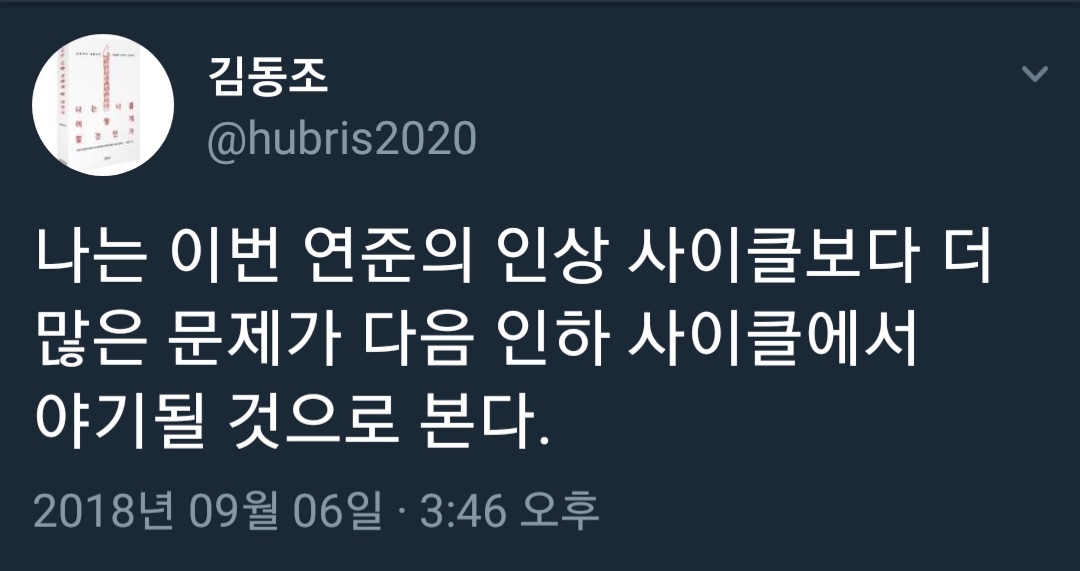 김동조
@hubris2020
나는 이번 연준의 인상 사이클보다 더
많은 문제가 다음 인하 사이클에서
야기될 것으로 본다.
2018년 09월 06일 · 3:46 오후